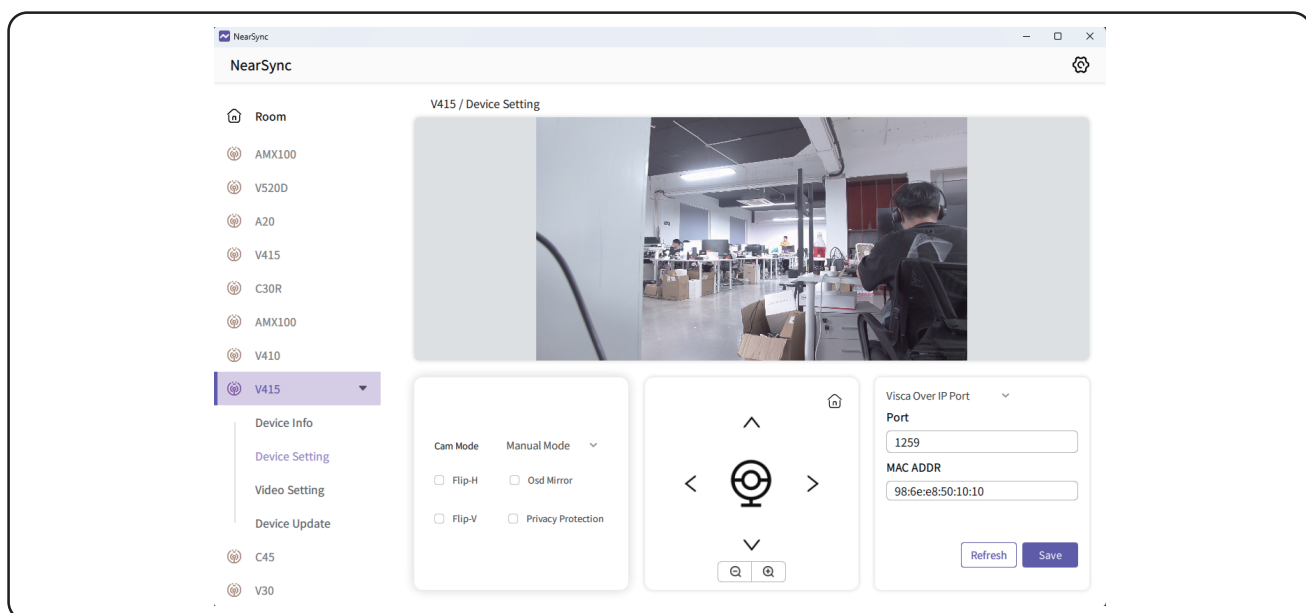 NearSync
NearSync
Room
AMX100
V520D
A20
V415
C30R
AMX100
V410
V415
Device Info
Device Setting
Video Setting
Device Update
C45
V30
V415 / Device Setting
Cam Mode Manual Mode
Flip-H Osd Mirror
Flip-V Privacy Protection
Visca Over IP Port
Port
1259
MAC ADDR
98:6e:e8:50:10:10
Refresh Save